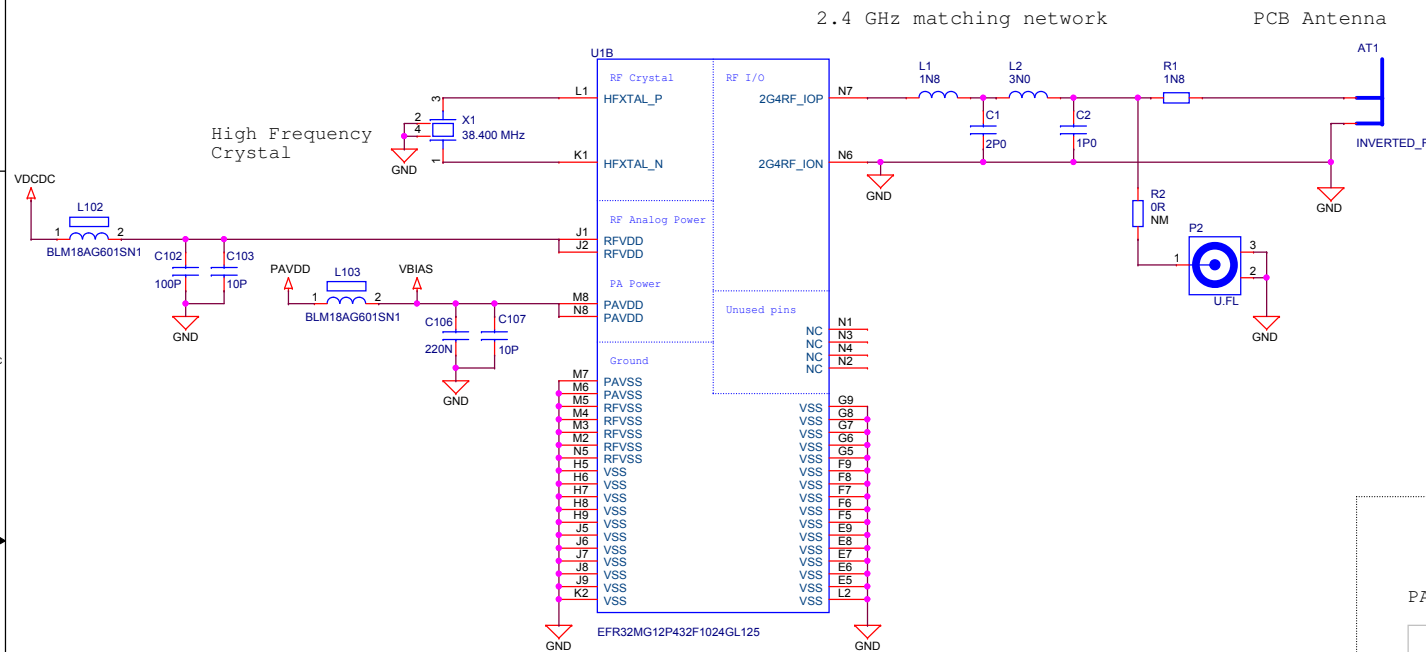 2.4 GHz matching network
PCB Antenna
U1B
RF Crystal
RF I/O
L1
HFXTAL_P
K1
HFXTAL_N
3
2
4
1
X1
38.400 MHz
GND
High Frequency
Crystal
2G4RF_IOP
N7
2G4RF_ION
N6
L1
1N8
L2
3N0
C1
2P0
C2
1P0
R1
1N8
AT1
GND
GND
R2
0R
NM
P2
1
3
2
U.FL
GND
VDCDC
L102
1
2
BLM18AG601SN1
C102
100P
C103
10P
GND
RF Analog Power
J1
RFVDD
J2
RFVDD
PAVDD
L103
1
2
BLM18AG601SN1
VBIAS
C106
220N
C107
10P
GND
PA Power
M8
PAVDD
N8
PAVDD
Unused pins
NC N1
NC N3
NC N4
NC N2
Ground
M7 PAVSS
M6 PAVSS
M5 RFVSS
M4 RFVSS
M3 RFVSS
M2 RFVSS
N5 RFVSS
H5 VSS
H6 VSS
H7 VSS
H8 VSS
H9 VSS
J5 VSS
J6 VSS
J7 VSS
J8 VSS
J9 VSS
K2 VSS
VSS G9
VSS G8
VSS G7
VSS G6
VSS G5
VSS F9
VSS F8
VSS F7
VSS F6
VSS F5
VSS E9
VSS E8
VSS E7
VSS E6
VSS E5
VSS L2
GND
EFR32MG12P432F1024GL125
GND